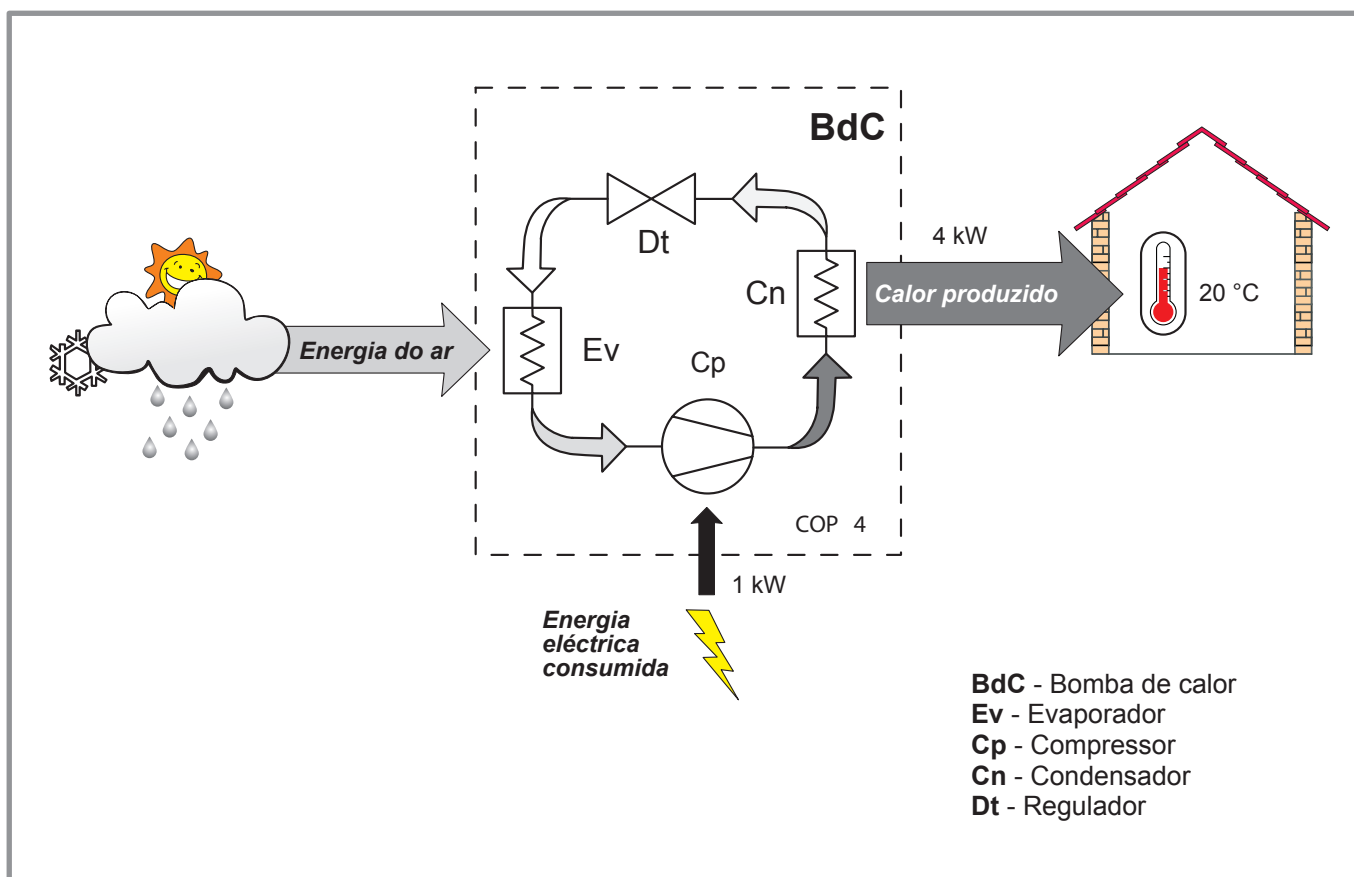 BdC
Dt
4 kW
Cn
Calor produzido
20 °C
Energia do ar
Ev
Cp
COP 4
1 kW
Energia
eléctrica
consumida
BdC - Bomba de calor
Ev - Evaporador
Cp - Compressor
Cn - Condensador
Dt - Regulador